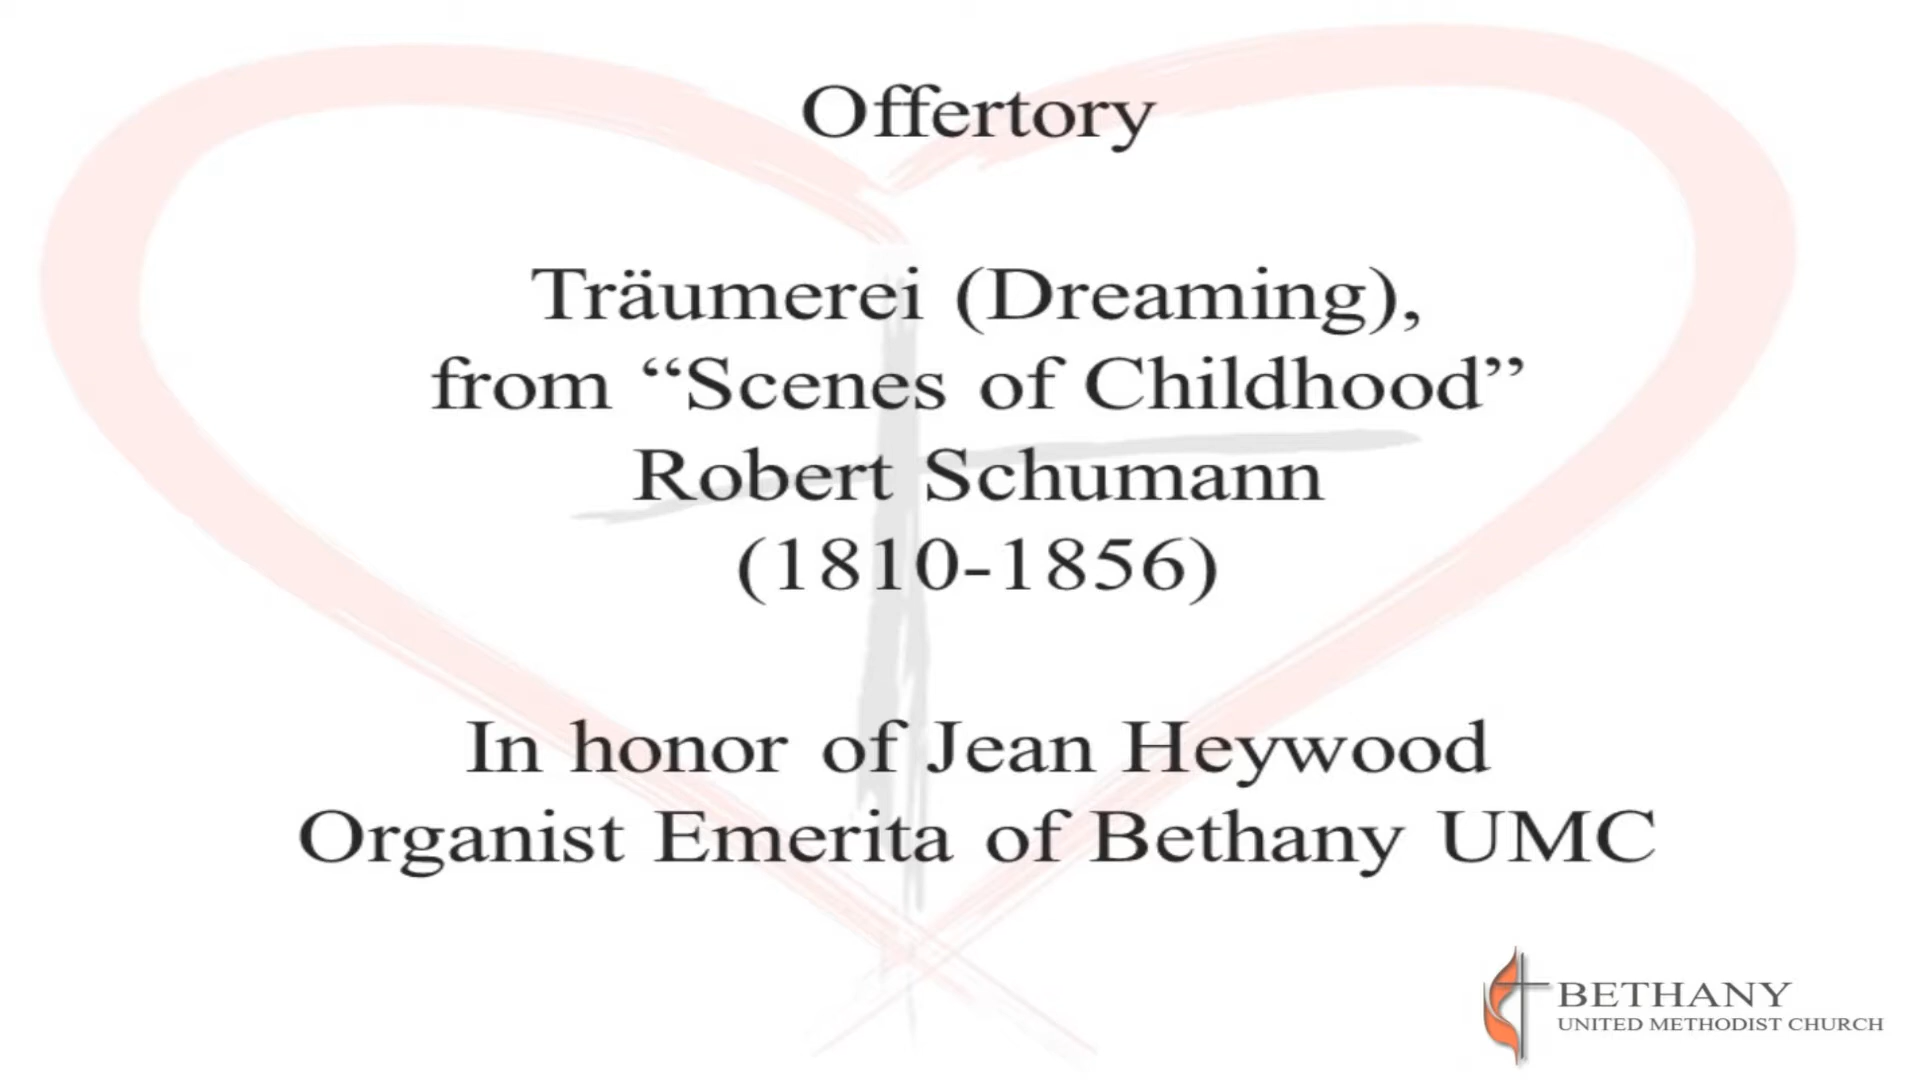 Offertory
Träumerei (Dreaming),
from “Scenes of Childhood”
Robert Schumann
(1810-1856)
In honor of Jean Heywood
Organist Emerita of Bethany UMC
BETHANY
UNITED METHODIST CHURCH